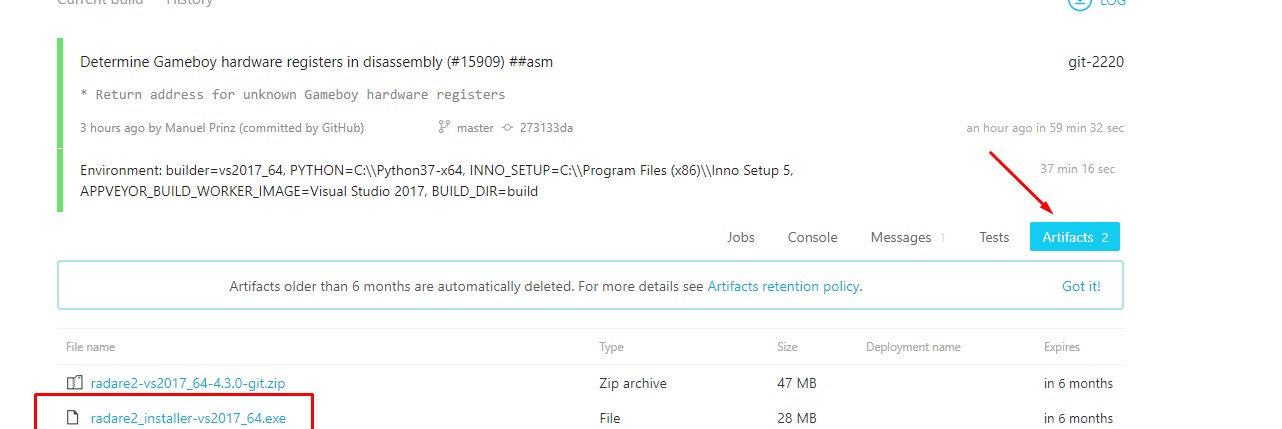 Current build History
LOG
Determine Gameboy hardware registers in disassembly (#15909) ##asm
git-2220
* Return address for unknown Gameboy hardware registers
3 hours ago by Manuel Prinz (committed by GitHub)
master
273133da
an hour ago in 59 min 32 sec
Environment: builder=vs2017_64, PYTHON=C:\\Python37-x64, INNO_SETUP=C:\\Program Files (x86)\\Inno Setup 5,
37 min 16 sec
APPVEYOR_BUILD_WORKER_IMAGE=Visual Studio 2017, BUILD_DIR=build
Jobs Console Messages 1 Tests Artifacts 2
Artifacts older than 6 months are automatically deleted. For more details see Artifacts retention policy.
Got it!
File name Type Size Deployment name Expires
radare2-vs2017_64-4.3.0-git.zip Zip archive 47 MB in 6 months
radare2_installer-vs2017_64.exe File 28 MB in 6 months